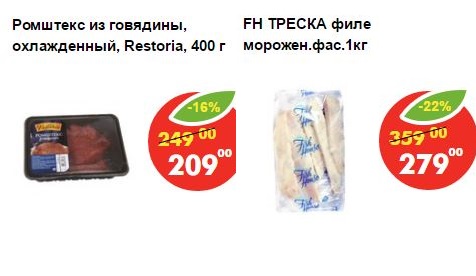 Ромштекс из говядины,
охлажденный, Restoria, 400 г
-16%
249 00
209 00
FH ТРЕСКА филе
морожен.фас.1кг
-22%
359 00
279 00